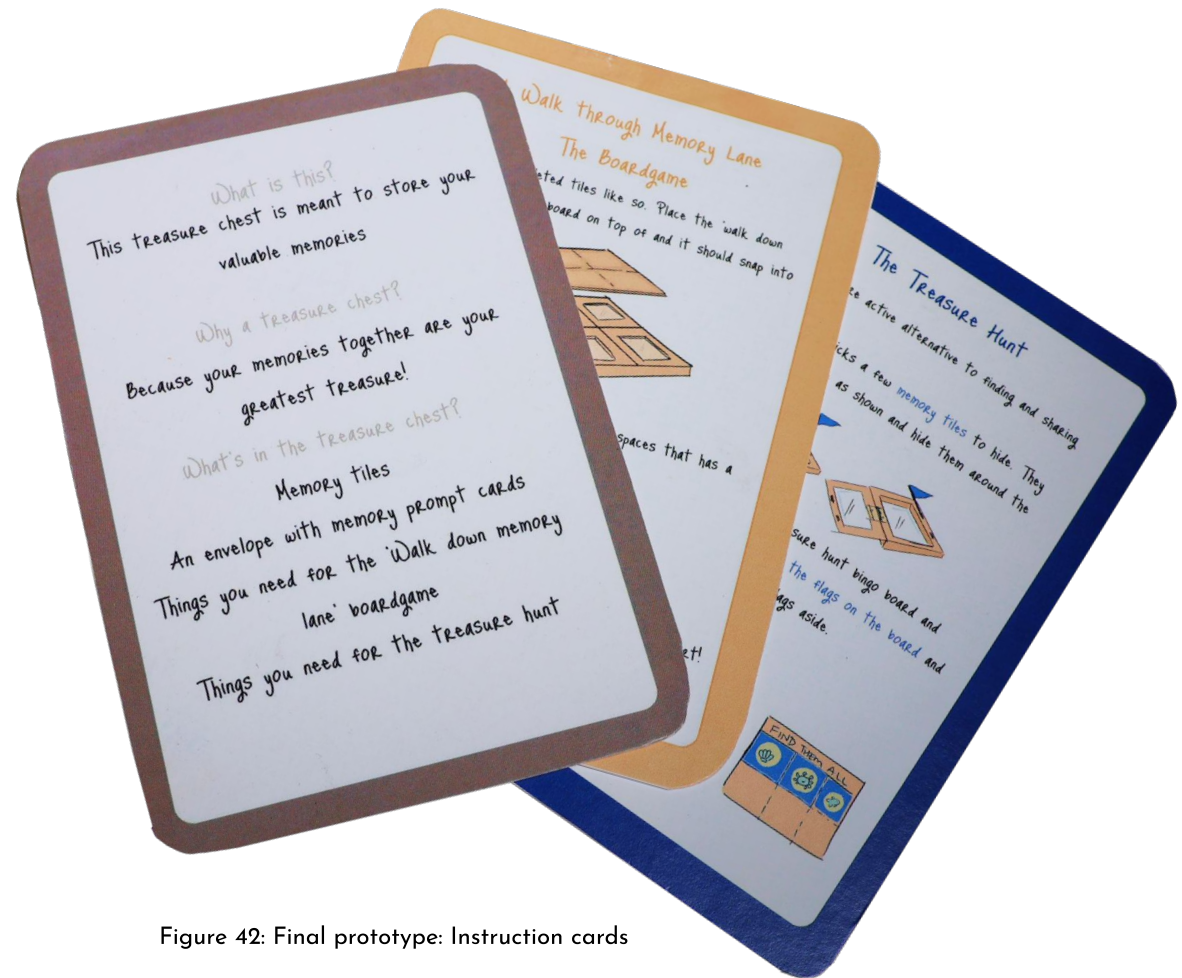 What is this?
This treasure chest is meant to store your
valuable memories
Why a treasure chest?
Because your memories together are your
greatest treasure!
What's in the treasure chest?
Memory tiles
An envelope with memory prompt cards
Things you need for the 'Walk down memory
lane' boardgame
Things you need for the treasure hunt
Walk through Memory Lane
The Boardgame
tiles like so. Place the 'walk down
board on top of and it should snap into
spaces that has a
The Treasure Hunt
active alternative to finding and sharing
a few memory tiles to hide. They
as shown and hide them around the
hunt bingo board and
the flags on the board and
aside.
FIND THEM ALL
Figure 42: Final prototype: Instruction cards